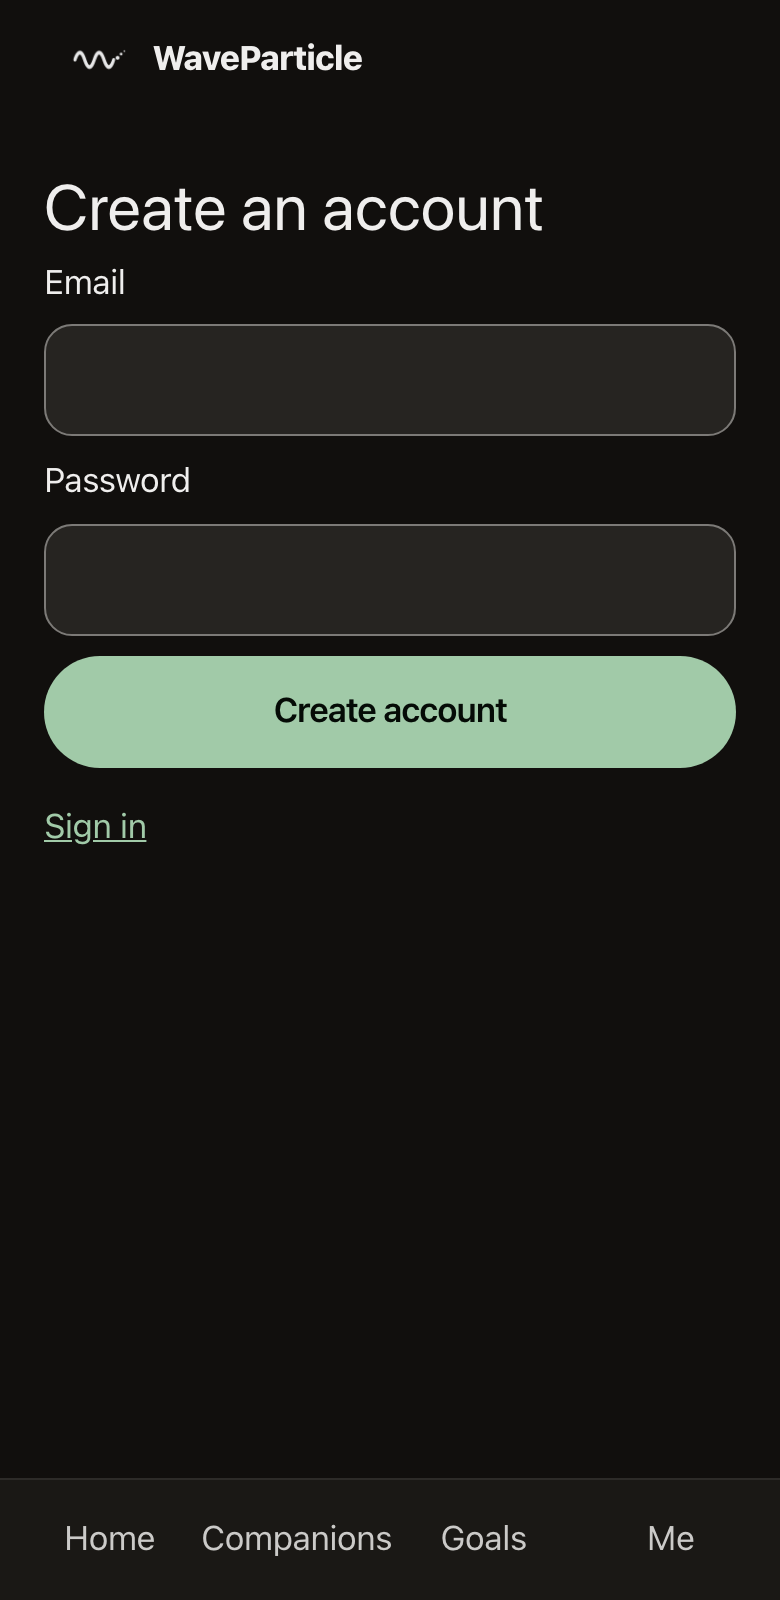 WaveParticle
Create an account
Email
Password
Create account
Sign in
Home Companions Goals Me